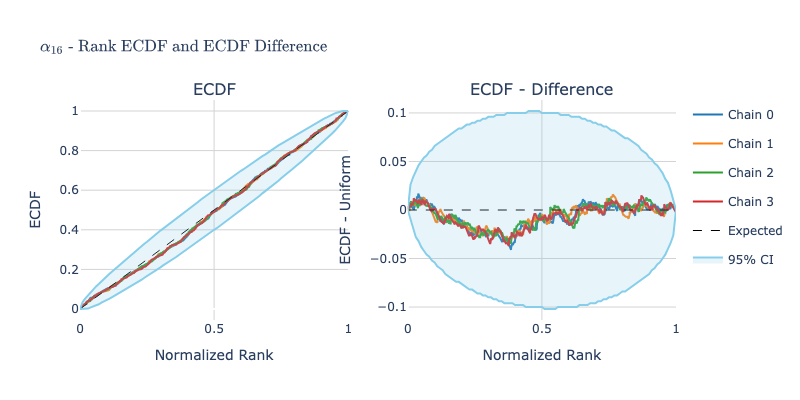 α₁₆ - Rank ECDF and ECDF Difference
ECDF
ECDF - Difference
1
0.8
0.6
0.4
0.2
0
ECDF
0
0.5
1
Normalized Rank
0.1
0.05
0
−0.05
−0.1
ECDF - Uniform
0
0.5
1
Normalized Rank
Chain 0
Chain 1
Chain 2
Chain 3
Expected
95% CI